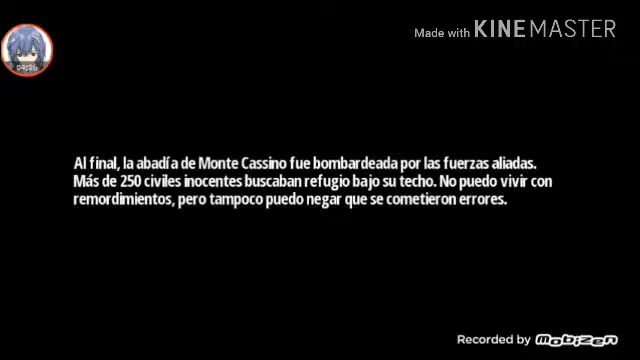 Made with KINEMASTER
04:26
Al final, la abadía de Monte Cassino fue bombardeada por las fuerzas aliadas.
Más de 250 civiles inocentes buscaban refugio bajo su techo. No puedo vivir con
remordimientos, pero tampoco puedo negar que se cometieron errores.
Recorded by Mobizen